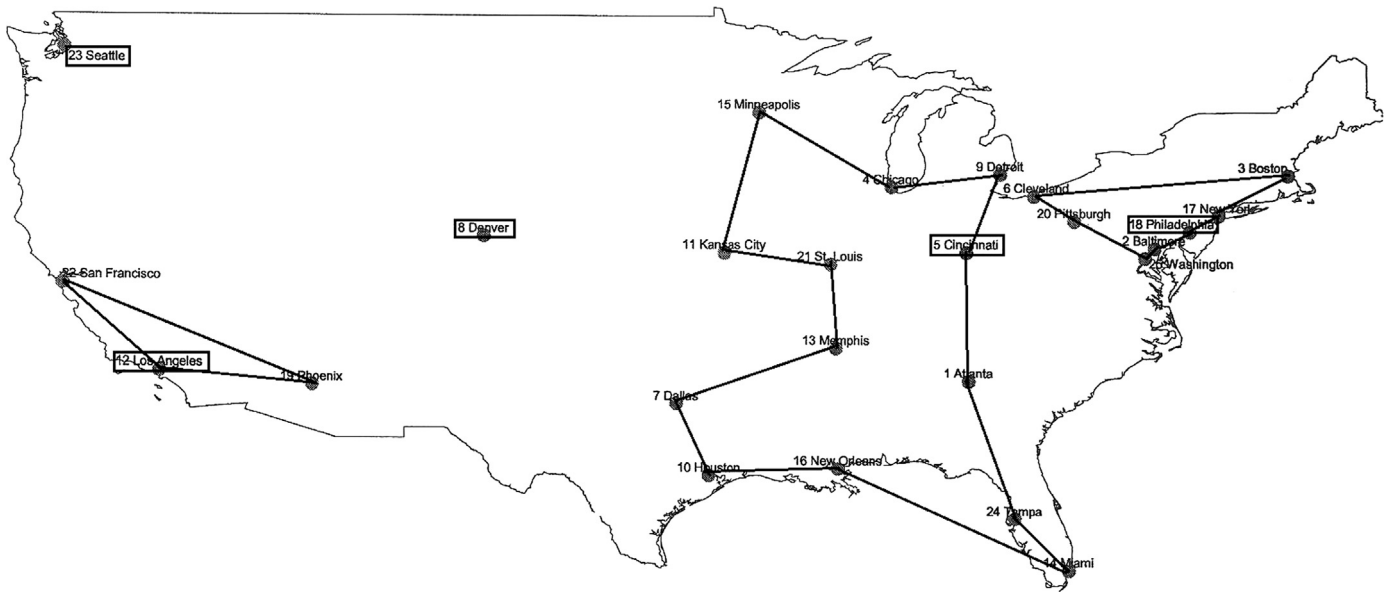 23 Seattle
15 Minneapolis
9 Detroit
3 Boston
4 Chicago
6 Cleveland
17 New York
20 Pittsburgh
18 Philadelphia
8 Denver
11 Kansas City
5 Cincinnati
2 Baltimore
21 St. Louis
25 Washington
22 San Francisco
13 Memphis
12 Los Angeles
19 Phoenix
1 Atlanta
7 Dallas
10 Houston
16 New Orleans
24 Tampa
14 Miami